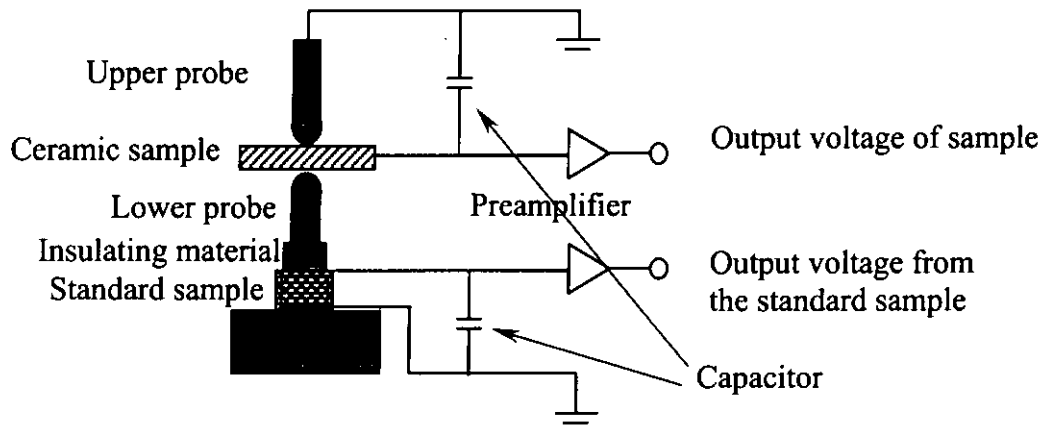 Upper probe
Ceramic sample
Output voltage of sample
Lower probe
Preamplifier
Insulating material
Standard sample
Output voltage from
the standard sample
Capacitor